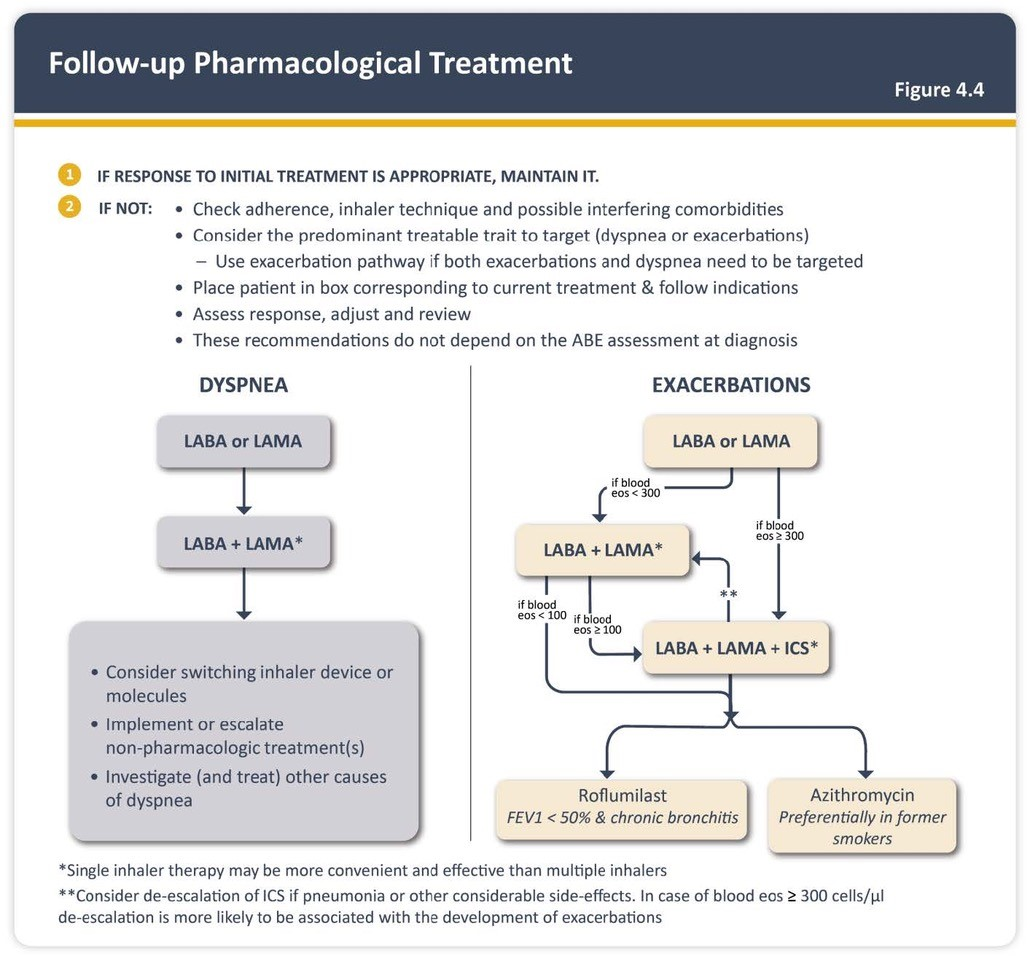 Follow-up Pharmacological Treatment
Figure 4.4
1 IF RESPONSE TO INITIAL TREATMENT IS APPROPRIATE, MAINTAIN IT.
2 IF NOT: • Check adherence, inhaler technique and possible interfering comorbidities
• Consider the predominant treatable trait to target (dyspnea or exacerbations)
– Use exacerbation pathway if both exacerbations and dyspnea need to be targeted
• Place patient in box corresponding to current treatment & follow indications
• Assess response, adjust and review
• These recommendations do not depend on the ABE assessment at diagnosis
DYSPNEA
LABA or LAMA
LABA + LAMA*
• Consider switching inhaler device or
molecules
• Implement or escalate
non-pharmacologic treatment(s)
• Investigate (and treat) other causes
of dyspnea
EXACERBATIONS
LABA or LAMA
if blood
eos < 300
if blood
eos ≥ 300
LABA + LAMA*
**
if blood
eos < 100
if blood
eos ≥ 100
LABA + LAMA + ICS*
Roflumilast
FEV1 < 50% & chronic bronchitis
Azithromycin
Preferentially in former
smokers
*Single inhaler therapy may be more convenient and effective than multiple inhalers
**Consider de-escalation of ICS if pneumonia or other considerable side-effects. In case of blood eos ≥ 300 cells/µl
de-escalation is more likely to be associated with the development of exacerbations